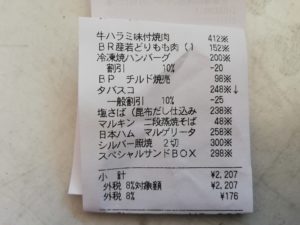 牛ハラミ味付焼肉 412※
BR産若どりもも肉(1) 152※
冷凍焼ハンバーグ 200※
割引 10% -20
BP チルド焼売 98※
タバスコ 248※↓
一般割引 10% -25
塩さば(昆布だし仕込み 238※
マルキン 二段蒸焼そば 48※
日本ハム マルゲリータ 258※
シルバー照焼 2切 300※
スペシャルサンドBOX 298※
小 計 ¥2,207
外税 8%対象額 ¥2,207
外税 8% ¥176